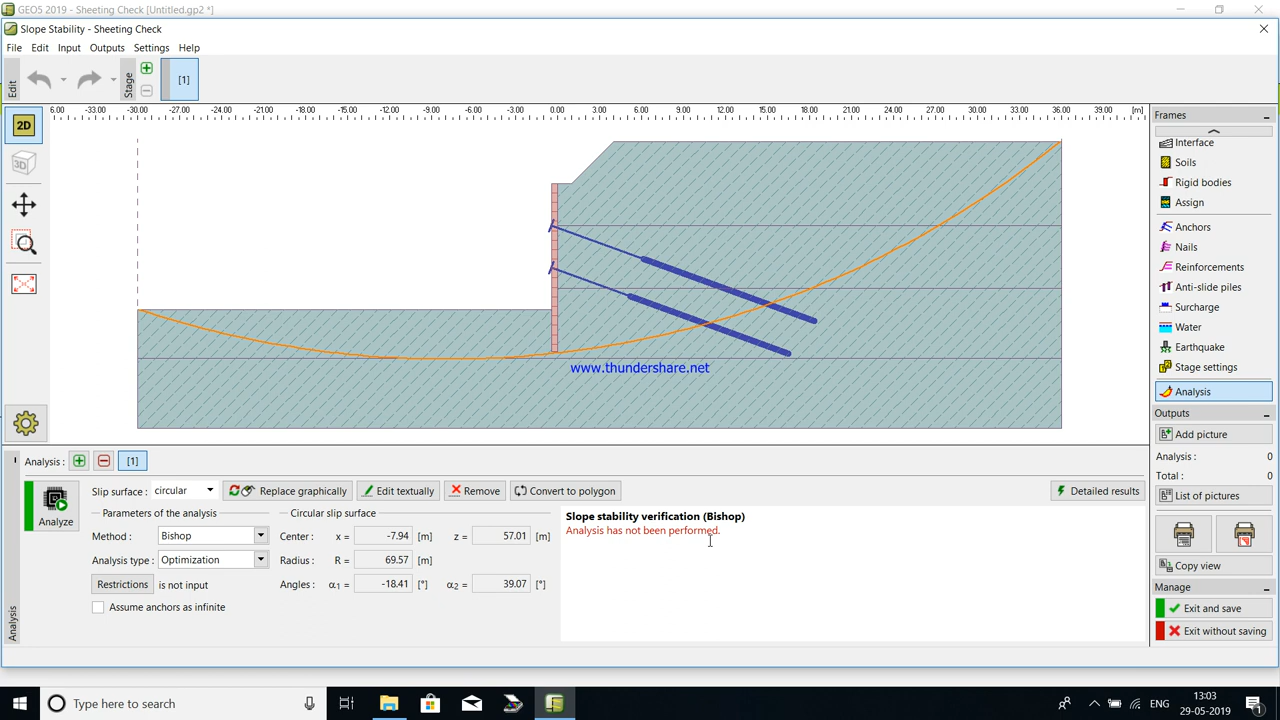 GEO5 2019 - Sheeting Check [Untitled.gp2 *]
Slope Stability - Sheeting Check
File Edit Input Outputs Settings Help
Edit
Stage
[1]
6.00 -33.00 -30.00 -27.00 -24.00 -21.00 -18.00 -15.00 -12.00 -9.00 -6.00 -3.00 0.00 3.00 6.00 9.00 12.00 15.00 18.00 21.00 24.00 27.00 30.00 33.00 36.00 39.00 [m]
2D
3D
www.thundershare.net
Frames
Interface
Soils
Rigid bodies
Assign
Anchors
Nails
Reinforcements
Anti-slide piles
Surcharge
Water
Earthquake
Stage settings
Analysis
Outputs
Add picture
Analysis : 0
Total : 0
List of pictures
Copy view
Manage
Exit and save
Exit without saving
Analysis : [1]
Analyze
Slip surface : circular Replace graphically Edit textually Remove Convert to polygon Detailed results
Parameters of the analysis
Method : Bishop
Analysis type : Optimization
Restrictions is not input
Assume anchors as infinite
Circular slip surface
Center : x = -7.94 [m] z = 57.01 [m]
Radius : R = 69.57 [m]
Angles : α1 = -18.41 [°] α2 = 39.07 [°]
Slope stability verification (Bishop)
Analysis has not been performed.
Analysis
Type here to search
ENG
13:03
29-05-2019
1